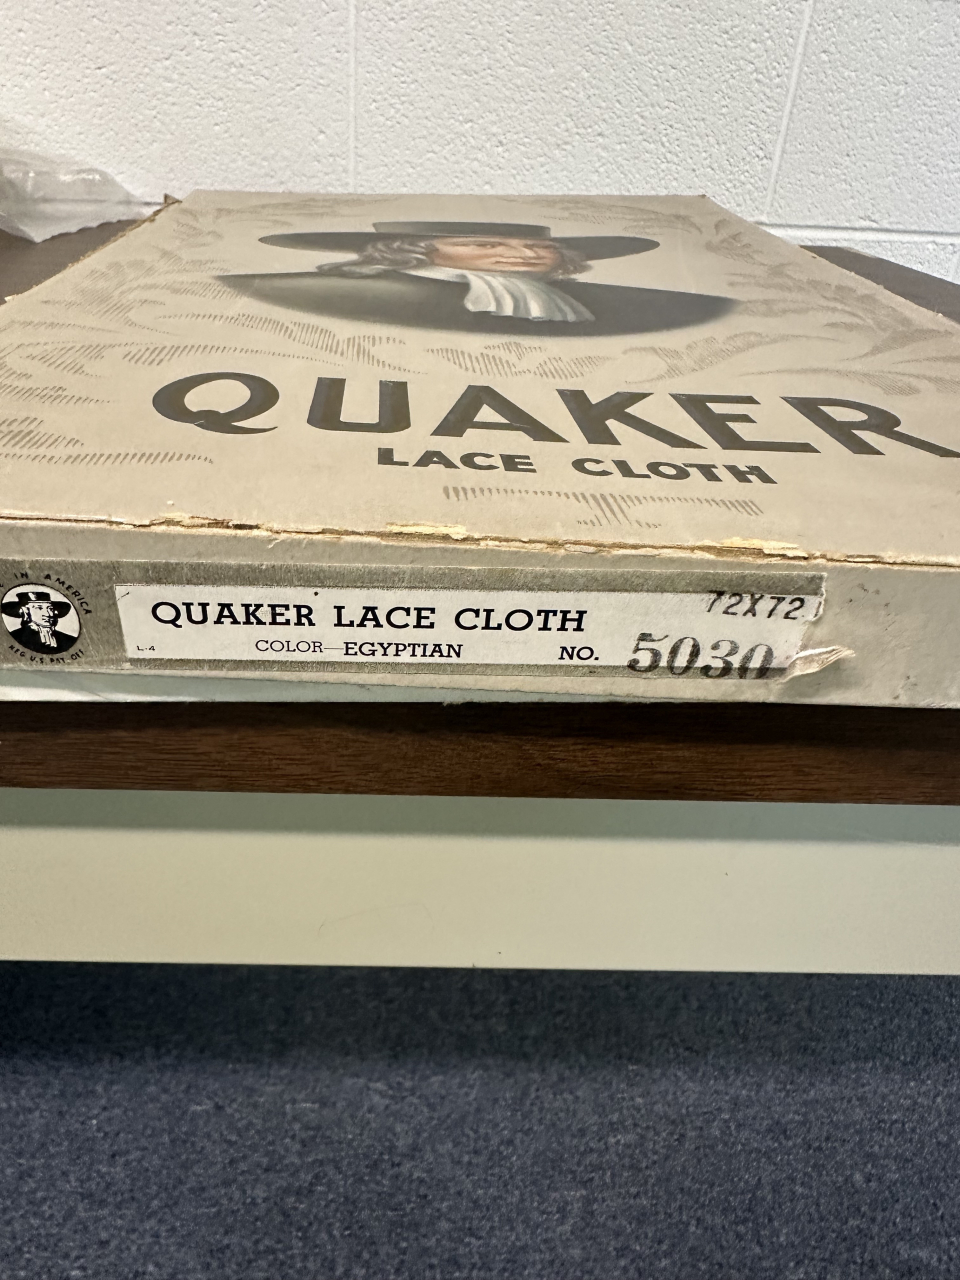 QUAKER
LACE CLOTH
IN AMERICA
REG. U.S. PAT. OFF.
QUAKER LACE CLOTH
72X72
L-4
COLOR—EGYPTIAN
NO. 5030